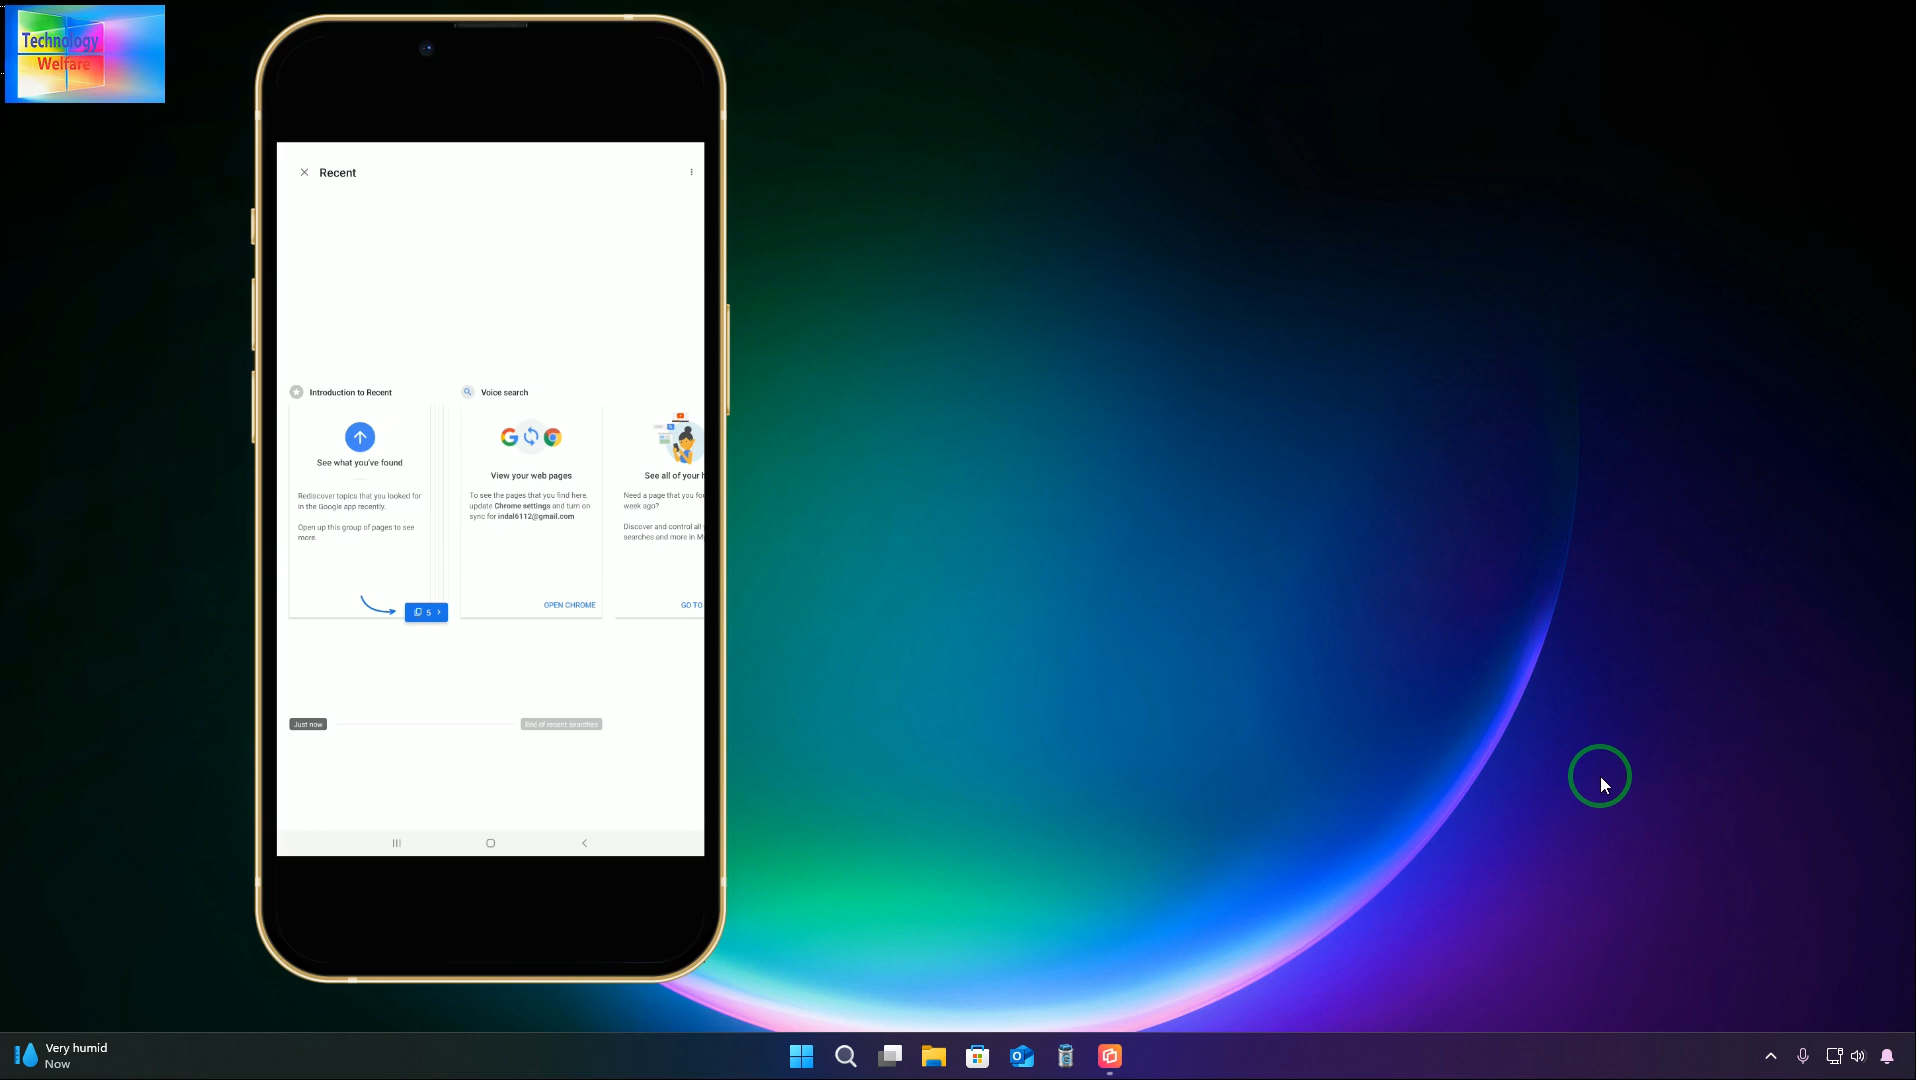 Technology
Welfare
Recent
Introduction to Recent
See what you've found
Rediscover topics that you looked for
in the Google app recently.
Open up this group of pages to see
more.
5
Voice search
View your web pages
To see the pages that you find here,
update Chrome settings and turn on
sync for indal6112@gmail.com
OPEN CHROME
See all of your h
Need a page that you fo
week ago?
Discover and control all
searches and more in M
GO TO
Just now
End of recent searches
Very humid
Now